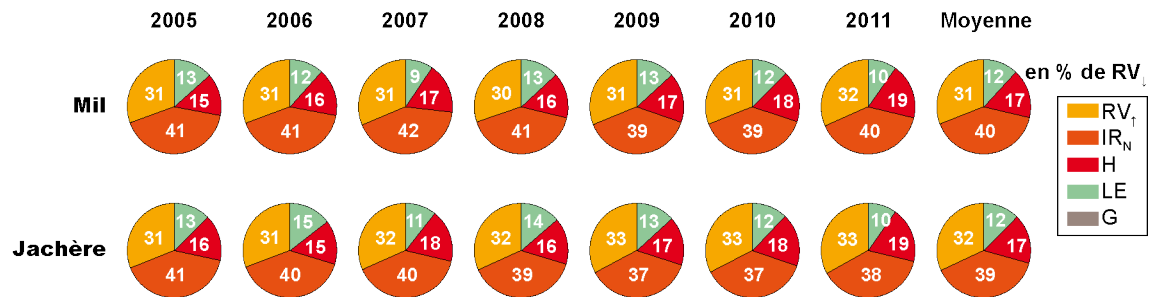 2005 2006 2007 2008 2009 2010 2011 Moyenne
en % de RV↓
Mil
13 15 41 31
12 16 41 31
9 17 42 31
13 16 41 30
13 17 39 31
12 18 39 31
10 19 40 32
12 17 40 31
RV↑
IR_N
H
LE
G
Jachère
13 16 41 31
15 15 40 31
11 18 40 32
14 16 39 32
13 17 37 33
12 18 37 33
10 19 38 33
12 17 39 32